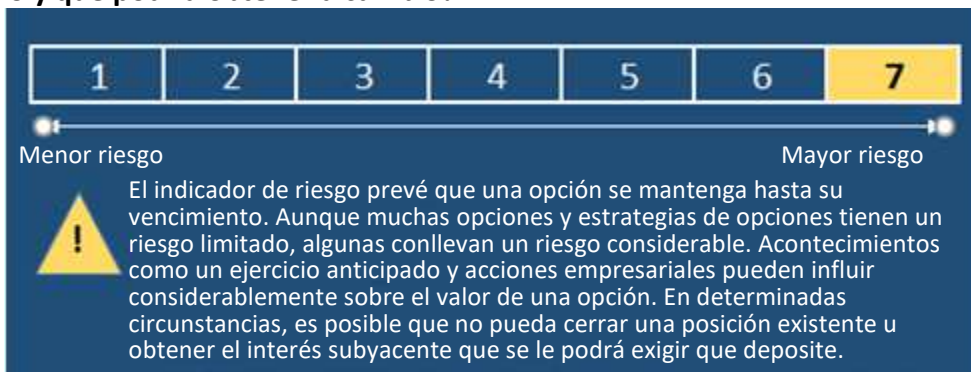 1 2 3 4 5 6 7
Menor riesgo Mayor riesgo
El indicador de riesgo prevé que una opción se mantenga hasta su
vencimiento. Aunque muchas opciones y estrategias de opciones tienen un
! riesgo limitado, algunas conllevan un riesgo considerable. Acontecimientos
como un ejercicio anticipado y acciones empresariales pueden influir
considerablemente sobre el valor de una opción. En determinadas
circunstancias, es posible que no pueda cerrar una posición existente u
obtener el interés subyacente que se le podrá exigir que deposite.